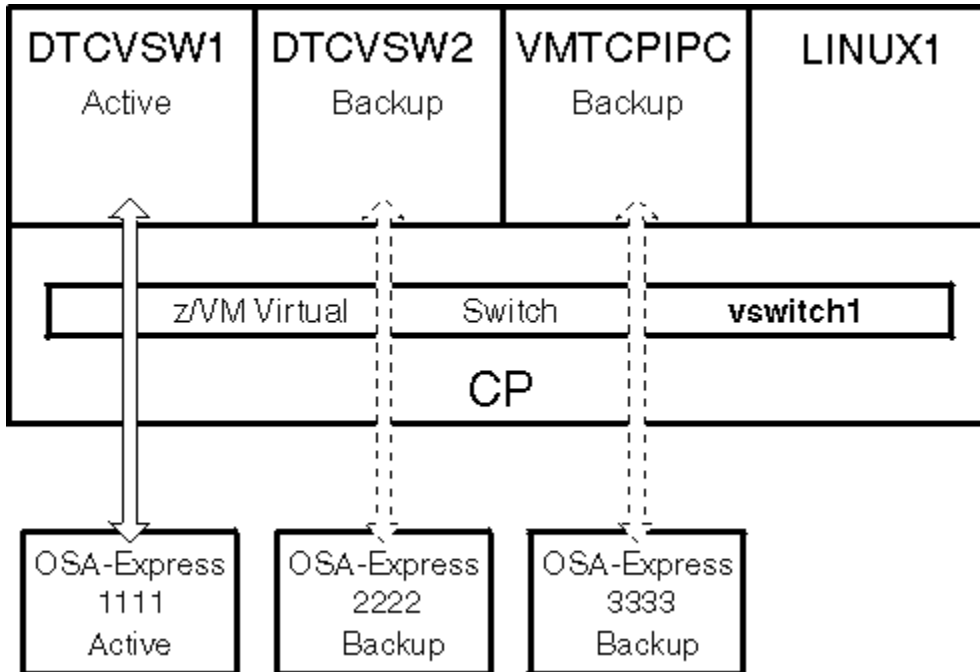 DTCVSW1
Active
DTCVSW2
Backup
VMTCPIPC
Backup
LINUX1
z/VM Virtual Switch vswitch1
CP
OSA-Express
1111
Active
OSA-Express
2222
Backup
OSA-Express
3333
Backup